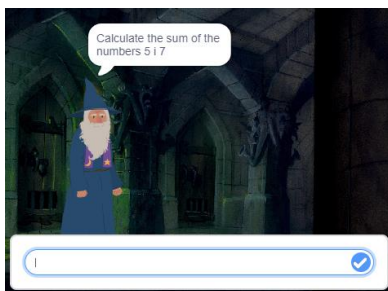 Calculate the sum of the
numbers 5 i 7